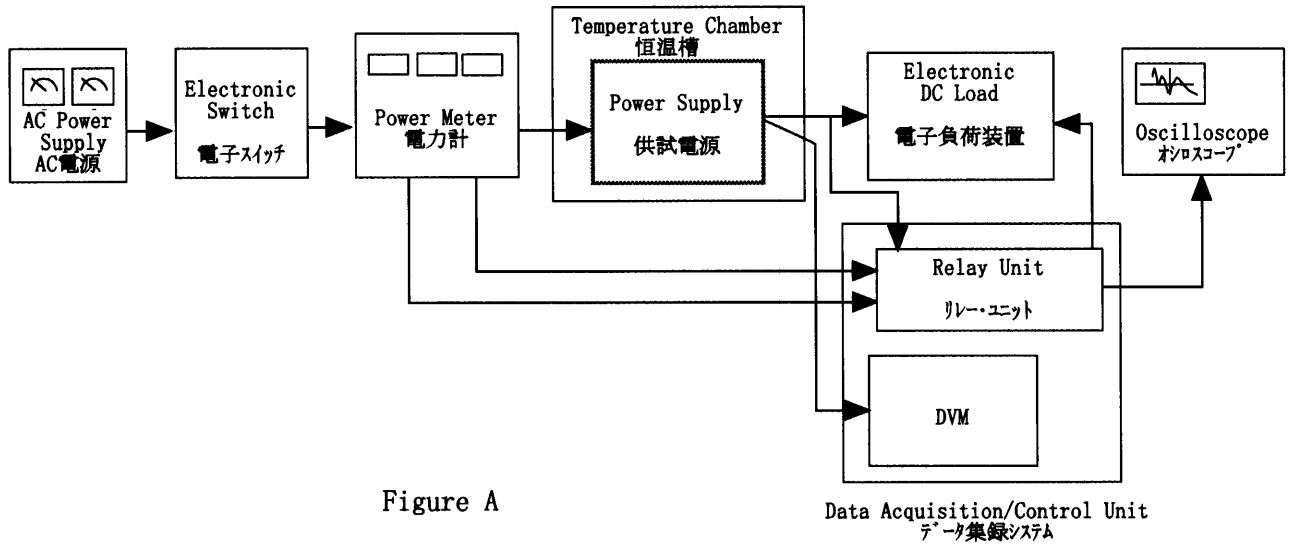 AC Power
Supply
AC電源
Electronic
Switch
電子スイッチ
Power Meter
電力計
Temperature Chamber
恒温槽
Power Supply
供試電源
Electronic
DC Load
電子負荷装置
Oscilloscope
ｵｼﾛｽｺｰﾌﾟ
Relay Unit
ﾘﾚｰ・ﾕﾆｯﾄ
DVM
Data Acquisition/Control Unit
ﾃﾞｰﾀ集録ｼｽﾃﾑ
Figure A